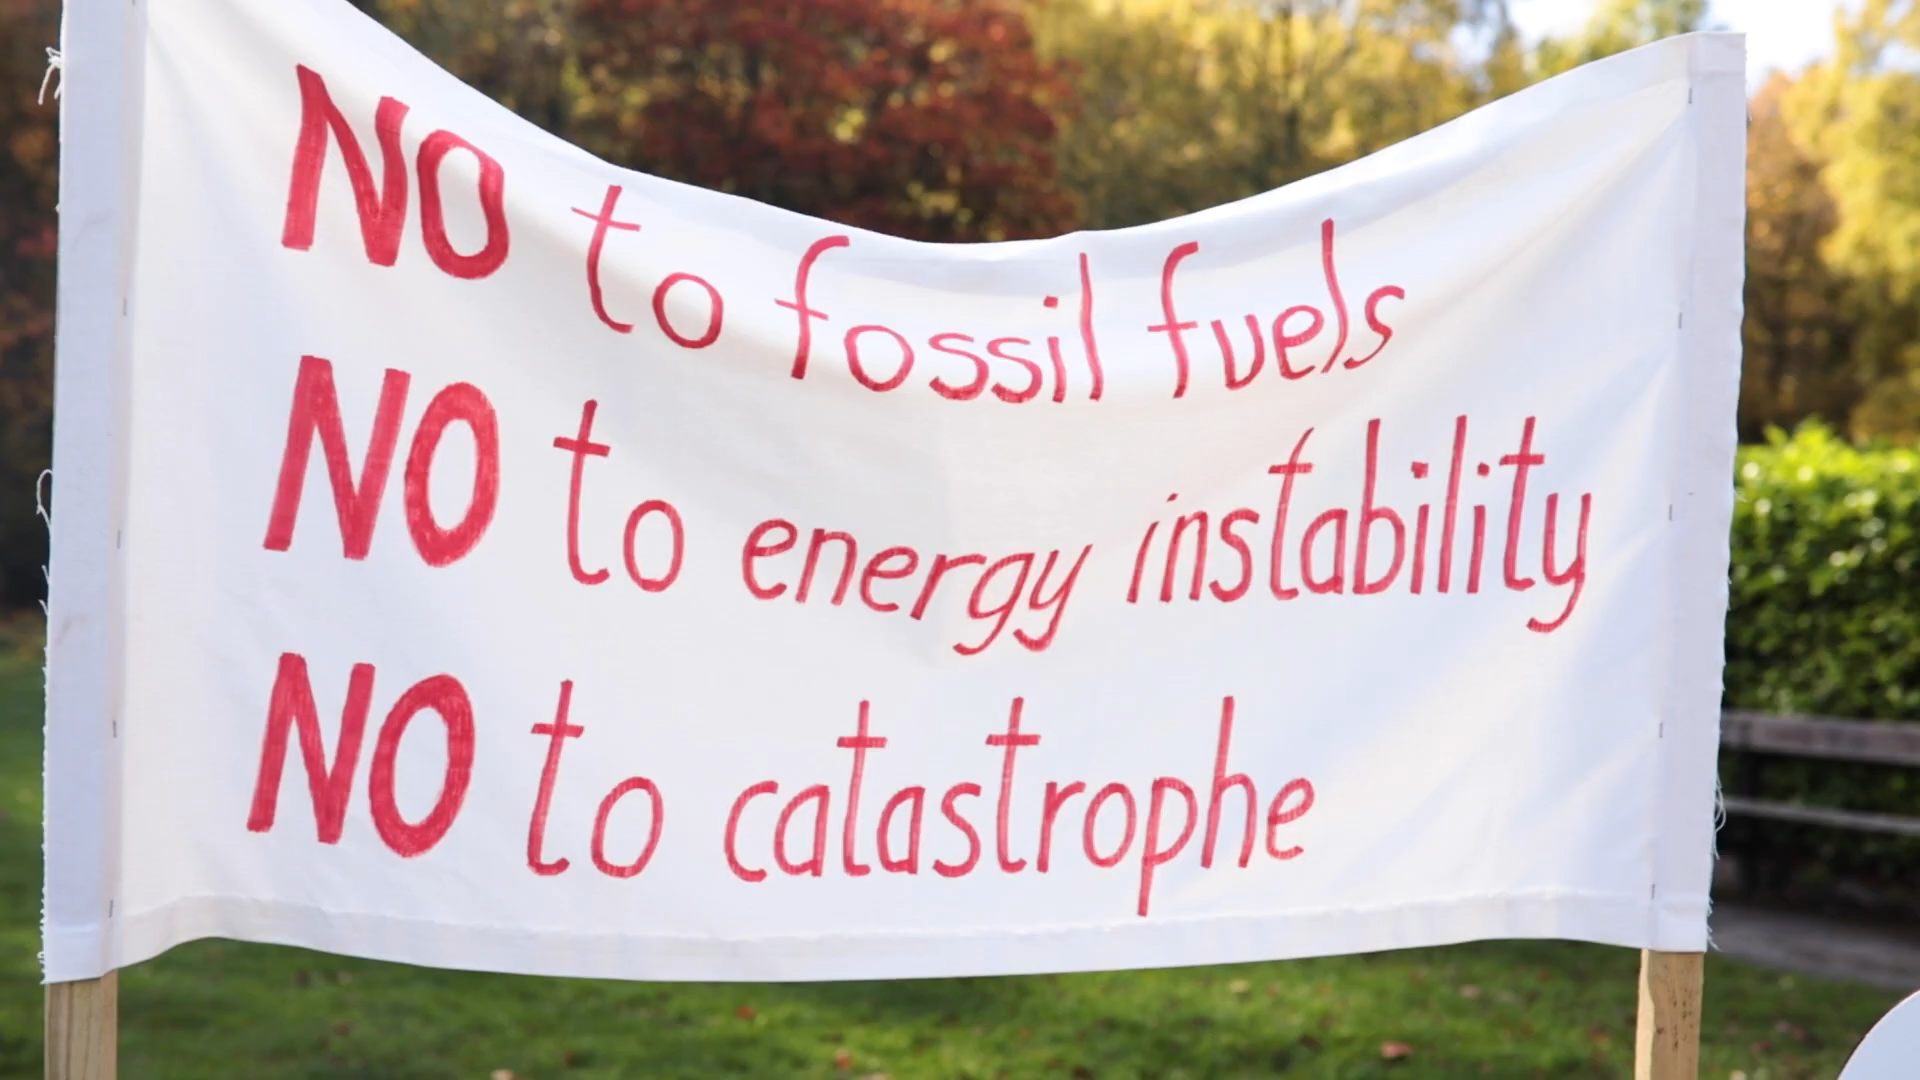 NO to fossil fuels
NO to energy instability
NO to catastrophe